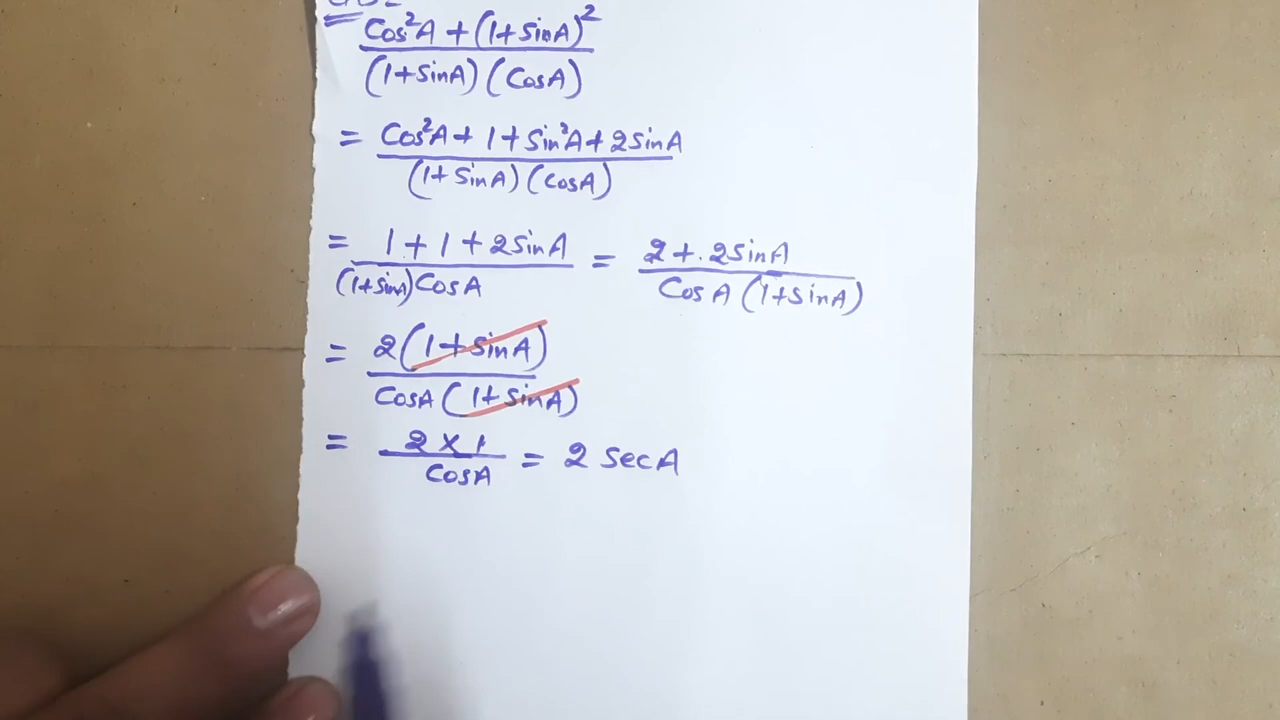 Cos²A + (1+sinA)²
(1+sinA) (CosA)
= Cos²A + 1 + Sin²A + 2sinA
(1+ SinA) (CosA)
= 1 + 1 + 2sinA = 2 + 2sinA
(1+sinA) CosA CosA (1+sinA)
= 2(1+sinA)
CosA (1+sinA)
= 2 × 1 = 2 secA
CosA